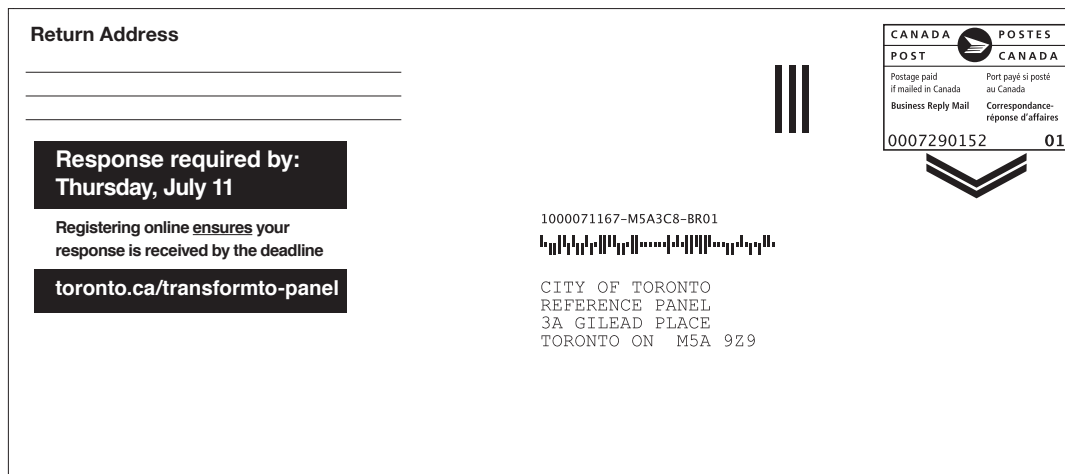 Return Address
CANADA POSTES
POST CANADA
Postage paid
if mailed in Canada
Port payé si posté
au Canada
Business Reply Mail
Correspondance-
réponse d'affaires
0007290152 01
Response required by:
Thursday, July 11
Registering online ensures your
response is received by the deadline
toronto.ca/transformto-panel
1000071167-M5A3C8-BR01
CITY OF TORONTO
REFERENCE PANEL
3A GILEAD PLACE
TORONTO ON M5A 9Z9